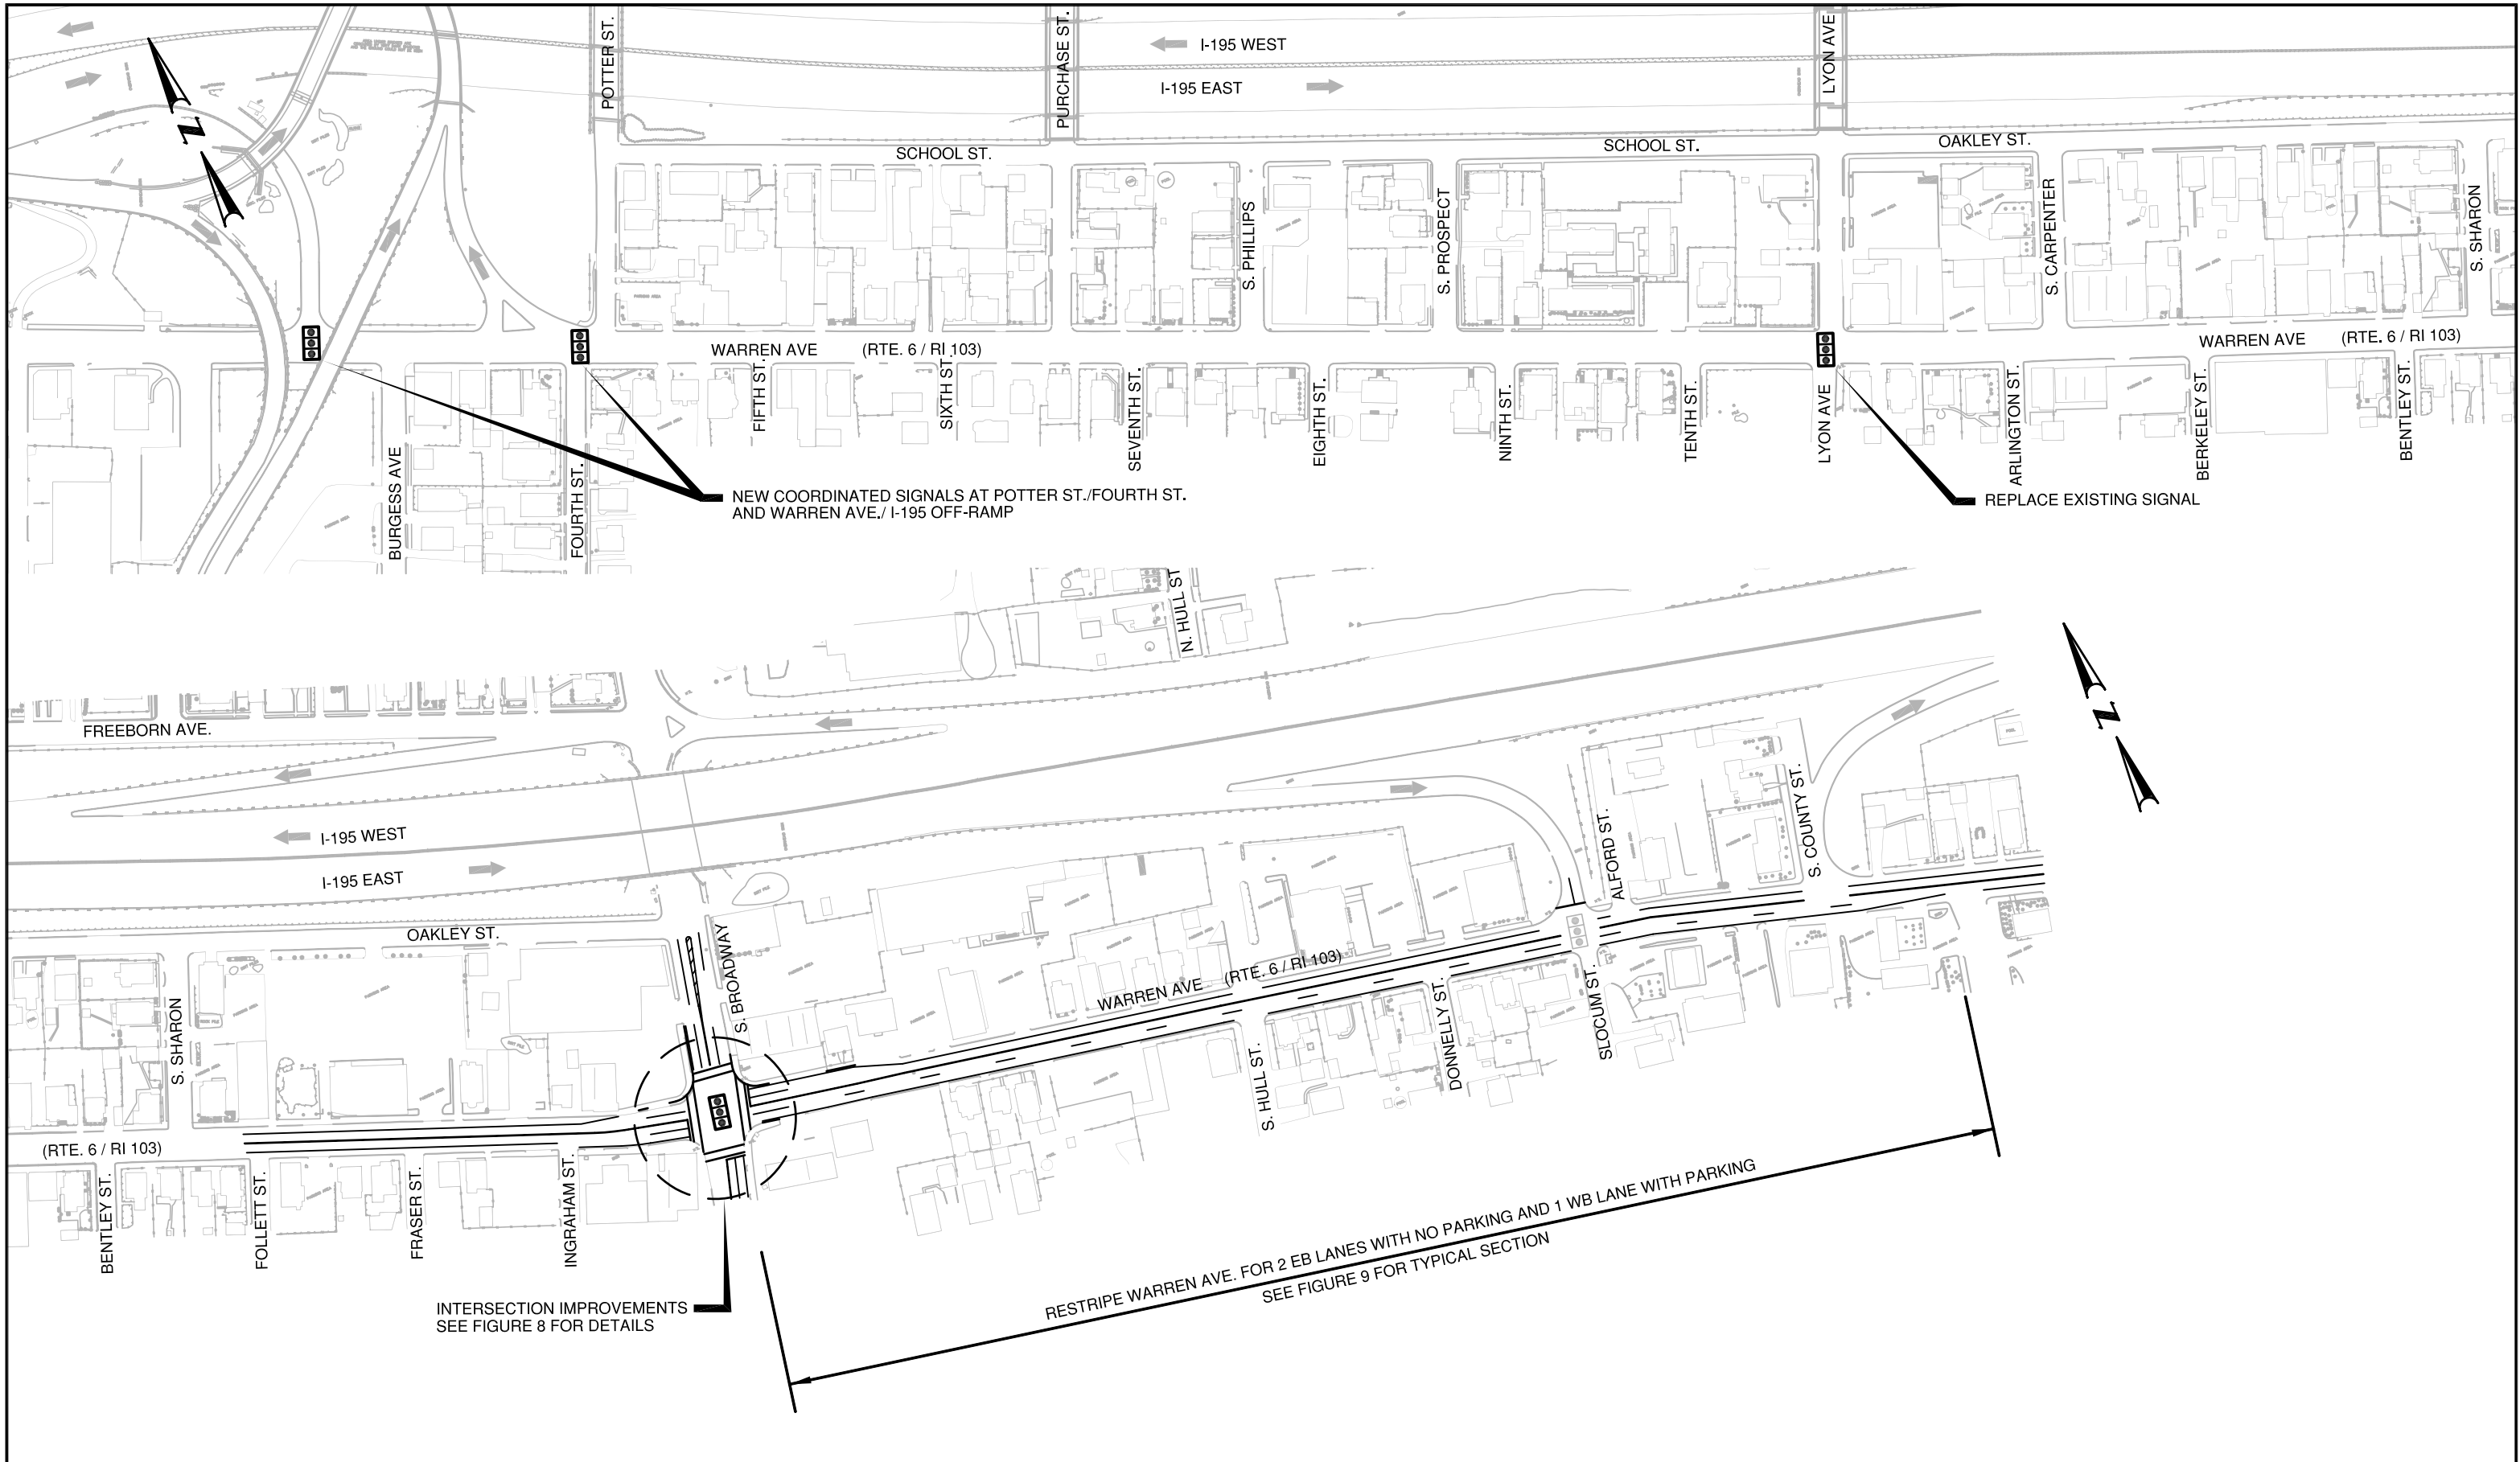 POTTER ST.
PURCHASE ST.
LYON AVE
I-195 WEST
I-195 EAST
N
SCHOOL ST.
SCHOOL ST.
OAKLEY ST.
S. PHILLIPS
S. PROSPECT
S. CARPENTER
S. SHARON
WARREN AVE (RTE. 6 / RI 103)
WARREN AVE (RTE. 6 / RI 103)
BURGESS AVE
FOURTH ST.
FIFTH ST.
SIXTH ST.
SEVENTH ST.
EIGHTH ST.
NINTH ST.
TENTH ST.
LYON AVE
ARLINGTON ST.
BERKELEY ST.
BENTLEY ST.
NEW COORDINATED SIGNALS AT POTTER ST./FOURTH ST.
AND WARREN AVE./ I-195 OFF-RAMP
REPLACE EXISTING SIGNAL
N. HULL ST
N
FREEBORN AVE.
I-195 WEST
I-195 EAST
OAKLEY ST.
S. SHARON
S. BROADWAY
ALFORD ST.
S. COUNTY ST.
WARREN AVE (RTE. 6 / RI 103)
(RTE. 6 / RI 103)
BENTLEY ST.
FOLLETT ST.
FRASER ST.
INGRAHAM ST.
S. HULL ST.
DONNELLY ST.
SLOCUM ST.
INTERSECTION IMPROVEMENTS
SEE FIGURE 8 FOR DETAILS
RESTRIPE WARREN AVE. FOR 2 EB LANES WITH NO PARKING AND 1 WB LANE WITH PARKING
SEE FIGURE 9 FOR TYPICAL SECTION